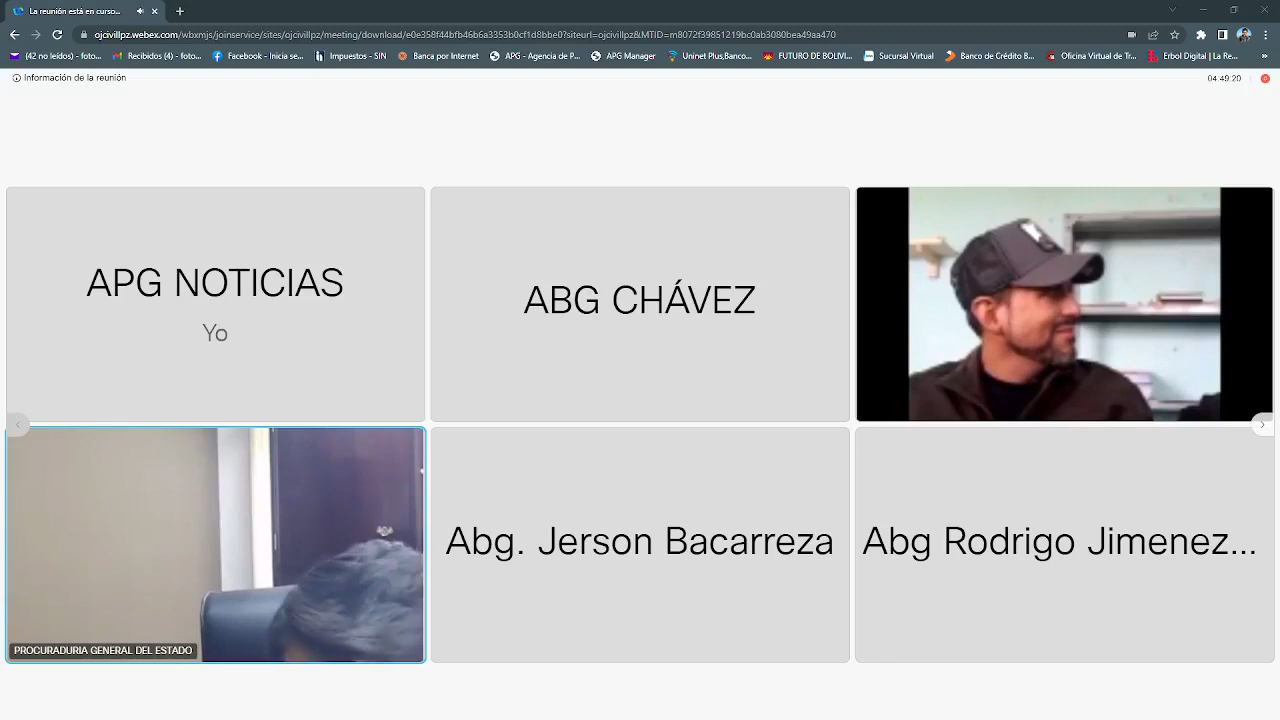 La reunión está en curso...
ojcivillpz.webex.com/wbxmjs/joinservice/sites/ojcivillpz/meeting/download/e0e358f44bfb46b6a33531d0cf1d6bbe0?siteurl=ojcivillpz&MTID=m8072f39851219bc0ab3080bea49aa470
(42 no leídos) - foto...
Recibidos (4) - foto...
Facebook - Inicia se...
Impuestos - SIN
Banca por Internet
APG - Agencia de P...
APG Manager
Uninet Plus,Banco...
FUTURO DE BOLIVI...
Sucursal Virtual
Banco de Crédito B...
Oficina Virtual de Tr...
Erbol Digital | La Re...
»
Información de la reunión
04:49:20
APG NOTICIAS
Yo
ABG CHÁVEZ
PROCURADURIA GENERAL DEL ESTADO
Abg. Jerson Bacarreza
Abg Rodrigo Jimenez...